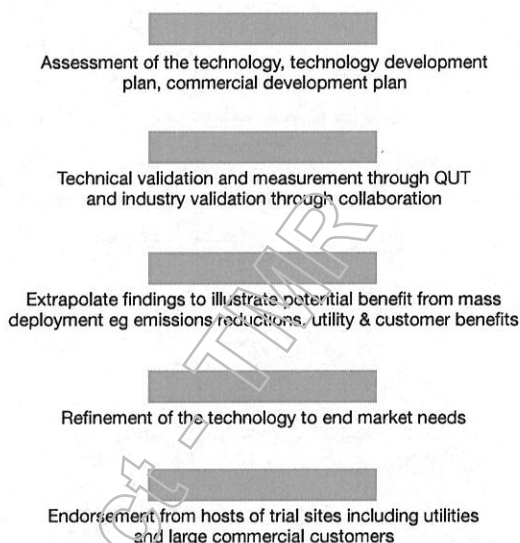 Assessment of the technology, technology development
plan, commercial development plan
Technical validation and measurement through QUT
and industry validation through collaboration
Extrapolate findings to illustrate potential benefit from mass
deployment eg emissions reductions, utility & customer benefits
Refinement of the technology to end market needs
Endorsement from hosts of trial sites including utilities
and large commercial customers
ct - TMR